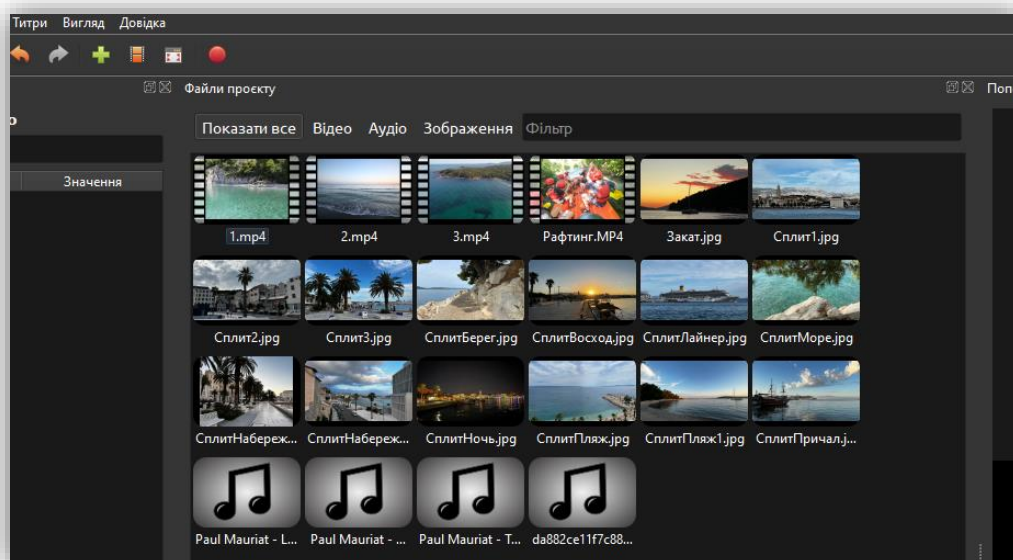 Титри Вигляд Довідка
Файли проєкту
Поп
о
Показати все Відео Аудіо Зображення Фільтр
Значення
1.mp4 2.mp4 3.mp4 Рафтинг.MP4 Закат.jpg Сплит1.jpg
Сплит2.jpg Сплит3.jpg СплитБерег.jpg СплитВосход.jpg СплитЛайнер.jpg СплитМоре.jpg
СплитНабереж... СплитНабереж... СплитНочь.jpg СплитПляж.jpg СплитПляж1.jpg СплитПричал.j...
Paul Mauriat - L... Paul Mauriat - ... Paul Mauriat - T... da882ce11f7c88...